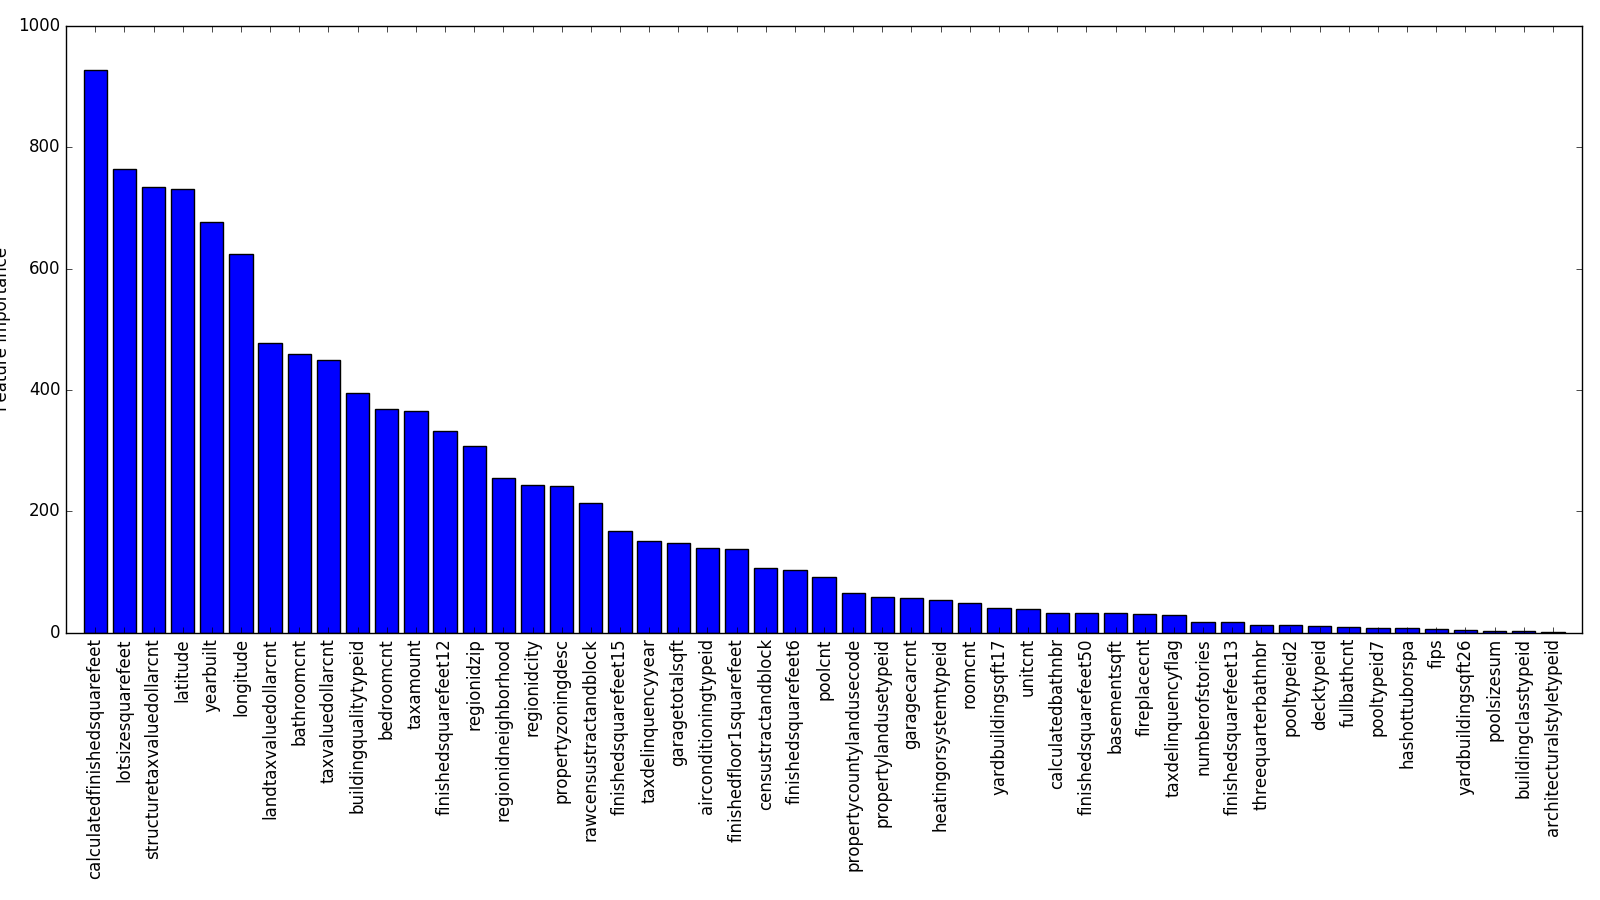 1000
800
600
400
200
0
Feature importance
calculatedfinishedsquarefeet
lotsizesquarefeet
structuretaxvaluedollarcnt
latitude
yearbuilt
longitude
landtaxvaluedollarcnt
bathroomcnt
taxvaluedollarcnt
buildingqualitytypeid
bedroomcnt
taxamount
finishedsquarefeet12
regionidzip
regionidneighborhood
regionidcity
propertyzoningdesc
rawcensustractandblock
finishedsquarefeet15
taxdelinquencyyear
garagetotalsqft
airconditioningtypeid
finishedfloor1squarefeet
censustractandblock
finishedsquarefeet6
poolcnt
propertycountylandusecode
propertylandusetypeid
garagecarcnt
heatingorsystemtypeid
roomcnt
yardbuildingsqft17
unitcnt
calculatedbathnbr
finishedsquarefeet50
basementsqft
fireplacecnt
taxdelinquencyflag
numberofstories
finishedsquarefeet13
threequarterbathnbr
pooltypeid2
decktypeid
fullbathcnt
pooltypeid7
hashottuborspa
fips
yardbuildingsqft26
poolsizesum
buildingclasstypeid
architecturalstyletypeid